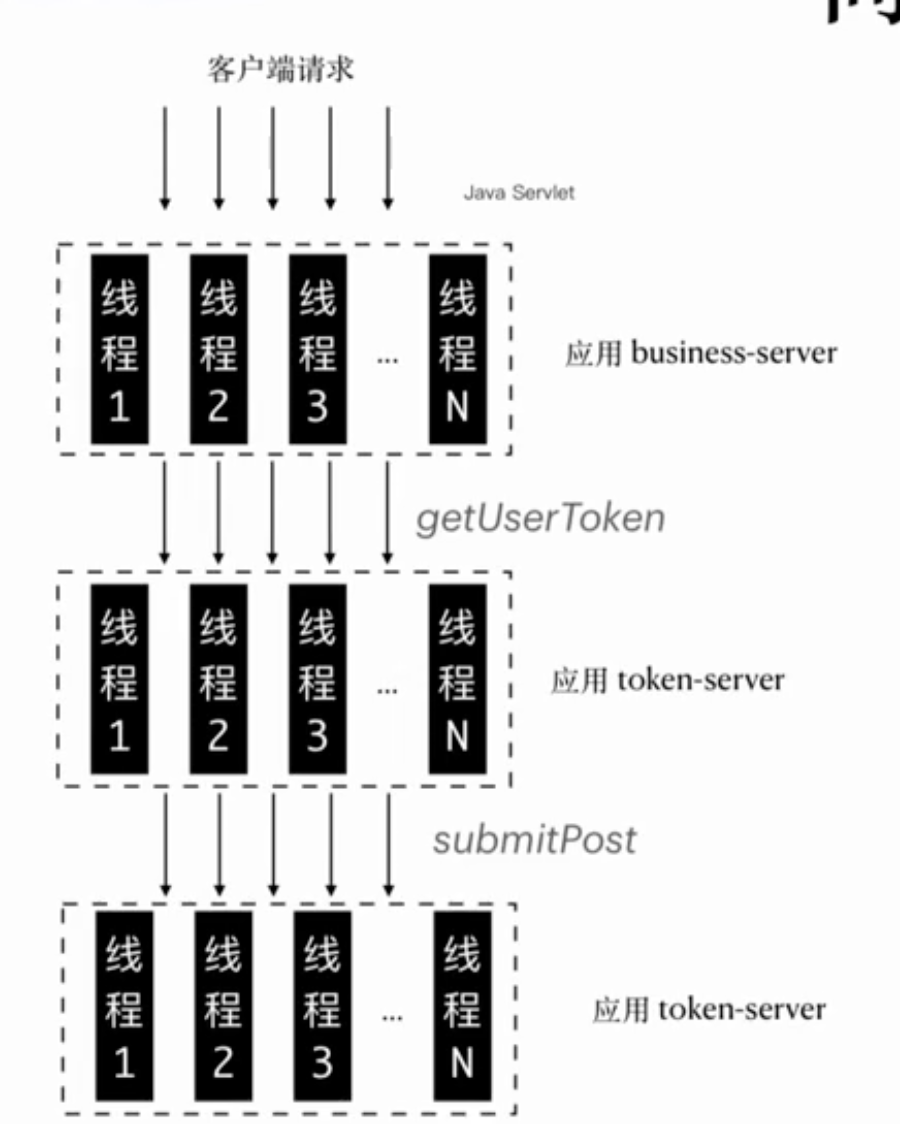 客户端请求
Java Servlet
线程1 线程2 线程3 ... 线程N
应用 business-server
getUserToken
线程1 线程2 线程3 ... 线程N
应用 token-server
submitPost
线程1 线程2 线程3 ... 线程N
应用 token-server